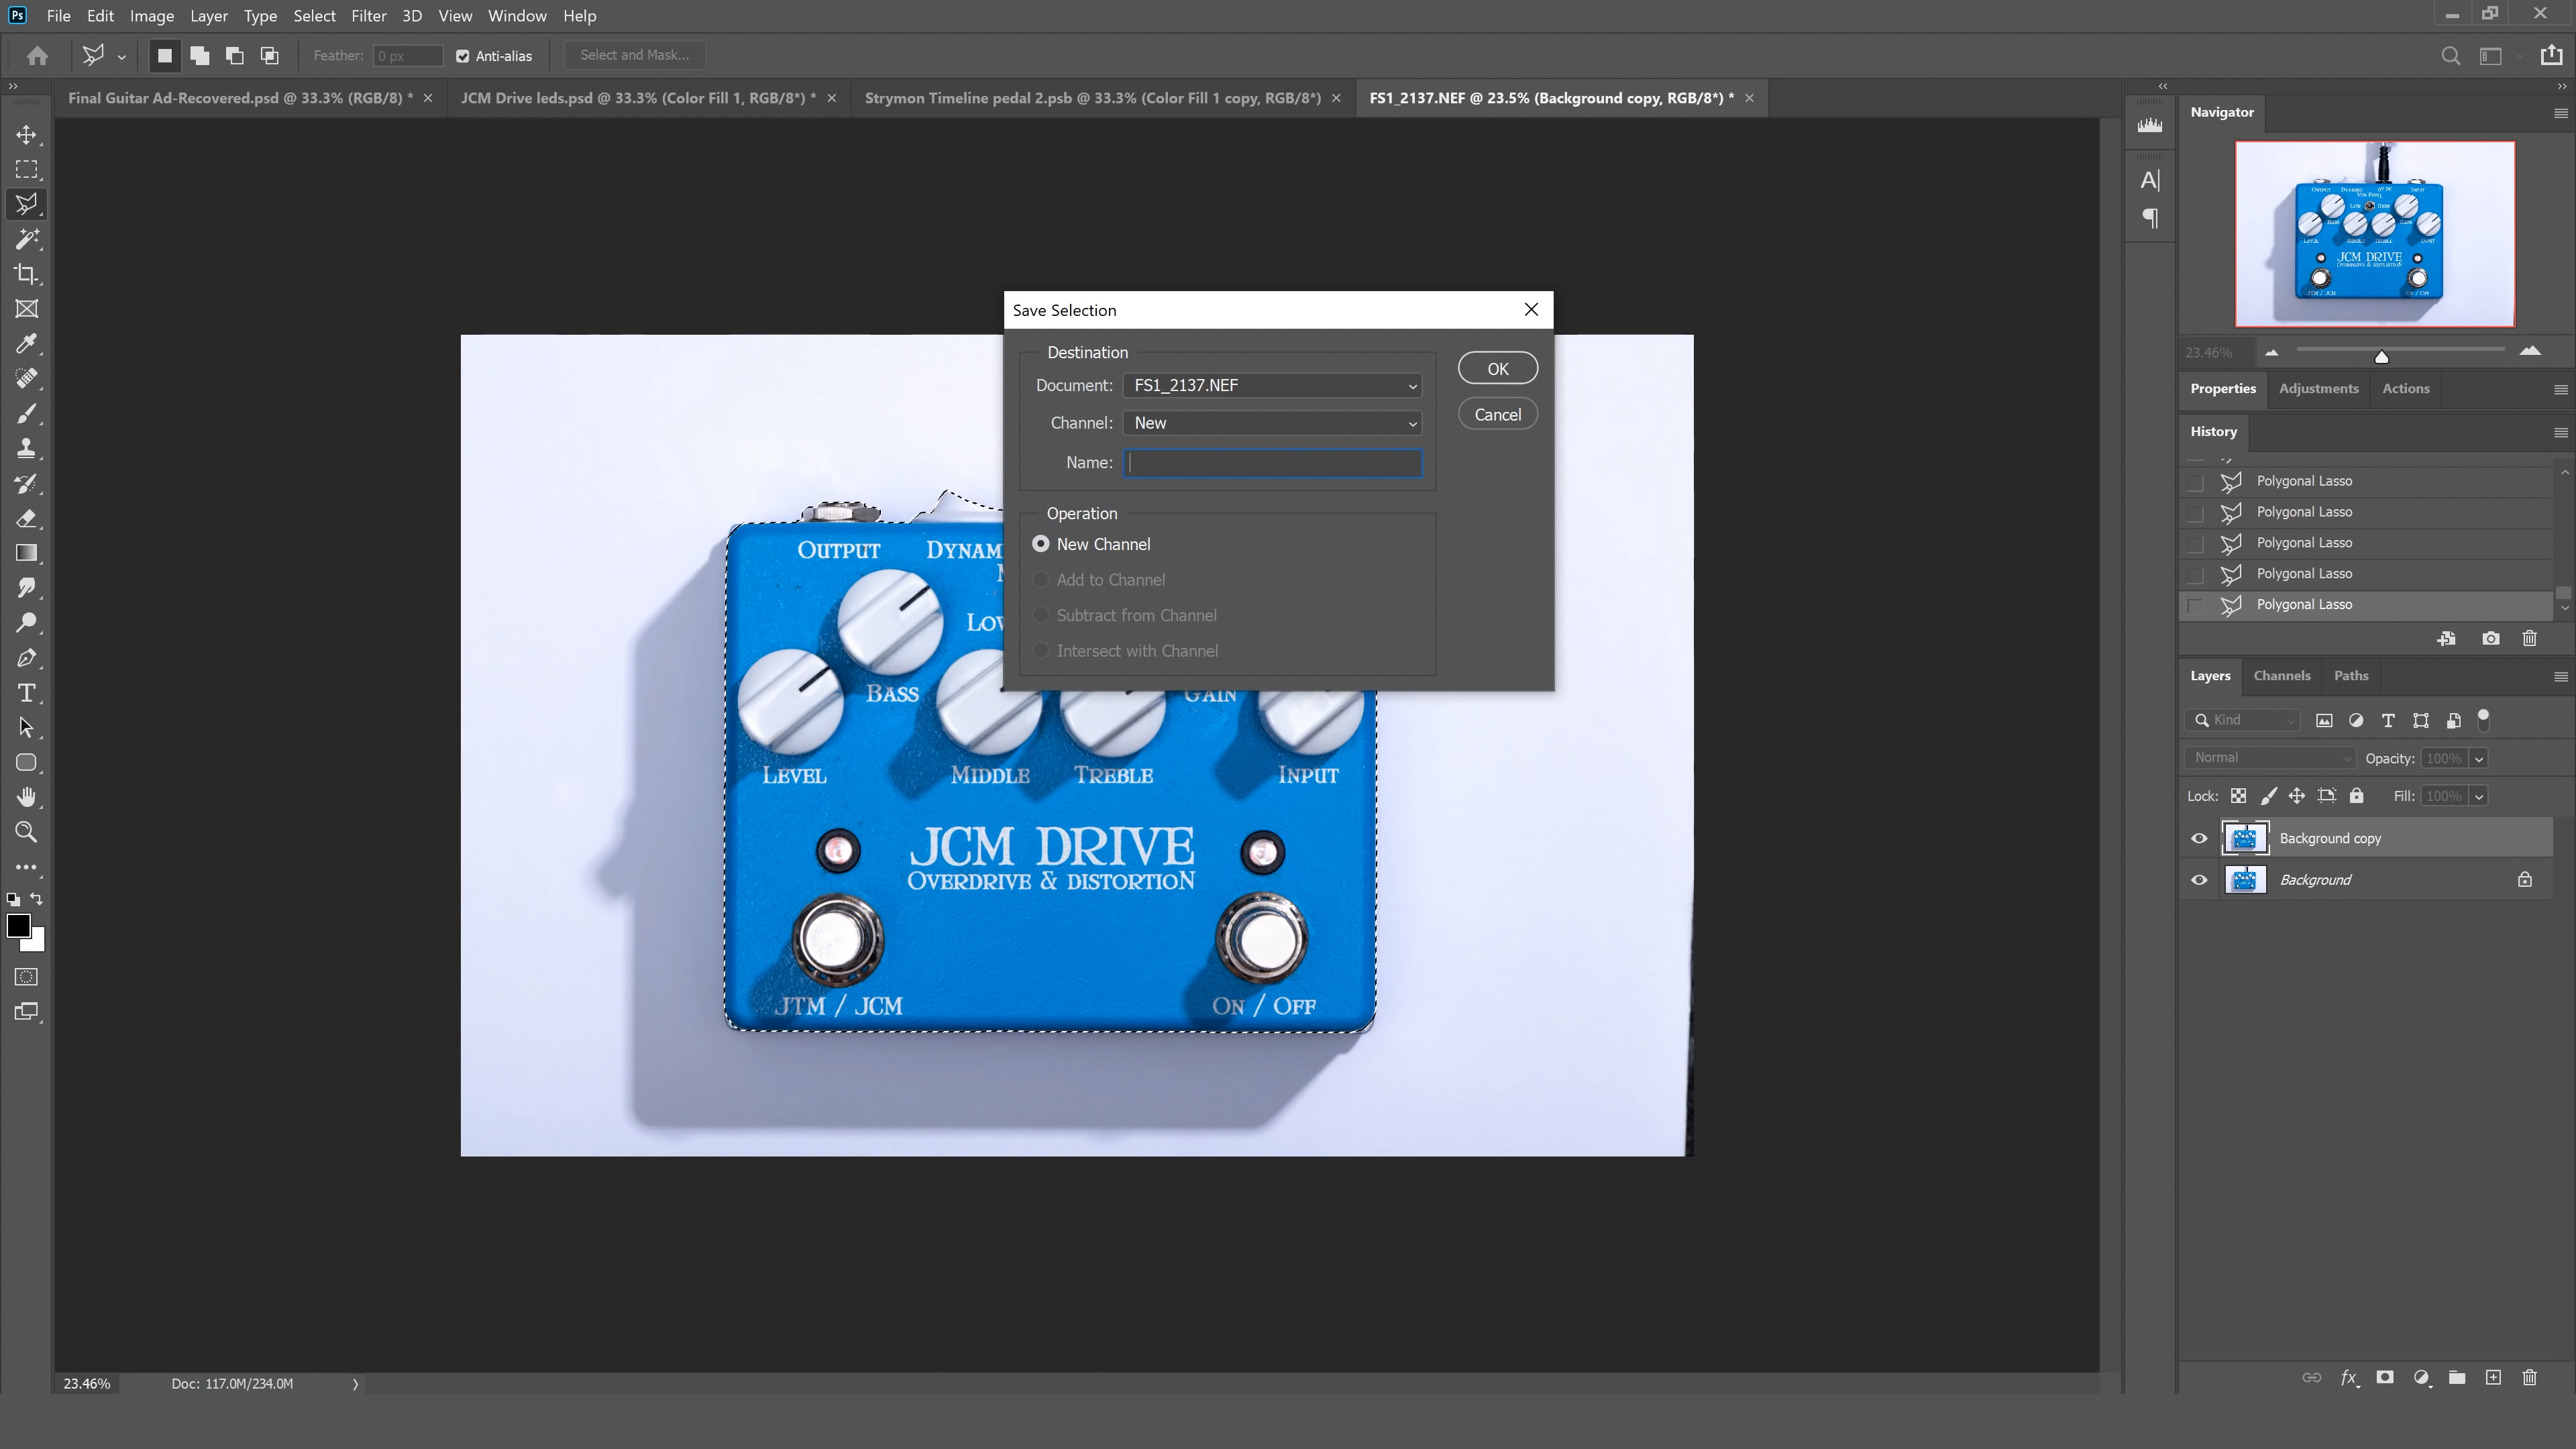 Ps File Edit Image Layer Type Select Filter 3D View Window Help
Feather: 0 px Anti-alias Select and Mask...
Final Guitar Ad-Recovered.psd @ 33.3% (RGB/8) * × JCM Drive leds.psd @ 33.3% (Color Fill 1, RGB/8*) * × Strymon Timeline pedal 2.psb @ 33.3% (Color Fill 1 copy, RGB/8*) × FS1_2137.NEF @ 23.5% (Background copy, RGB/8*) * ×
Navigator
23.46%
Properties Adjustments Actions
History
Polygonal Lasso
Polygonal Lasso
Polygonal Lasso
Polygonal Lasso
Polygonal Lasso
Layers Channels Paths
Kind
Normal Opacity: 100%
Lock: Fill: 100%
Background copy
Background
Save Selection
Destination
Document: FS1_2137.NEF
Channel: New
Name:
OK
Cancel
Operation
New Channel
Add to Channel
Subtract from Channel
Intersect with Channel
OUTPUT DYNAM
LOW
BASS GAIN
LEVEL MIDDLE TREBLE INPUT
JCM DRIVE
OVERDRIVE & DISTORTION
JTM / JCM ON / OFF
23.46% Doc: 117.0M/234.0M